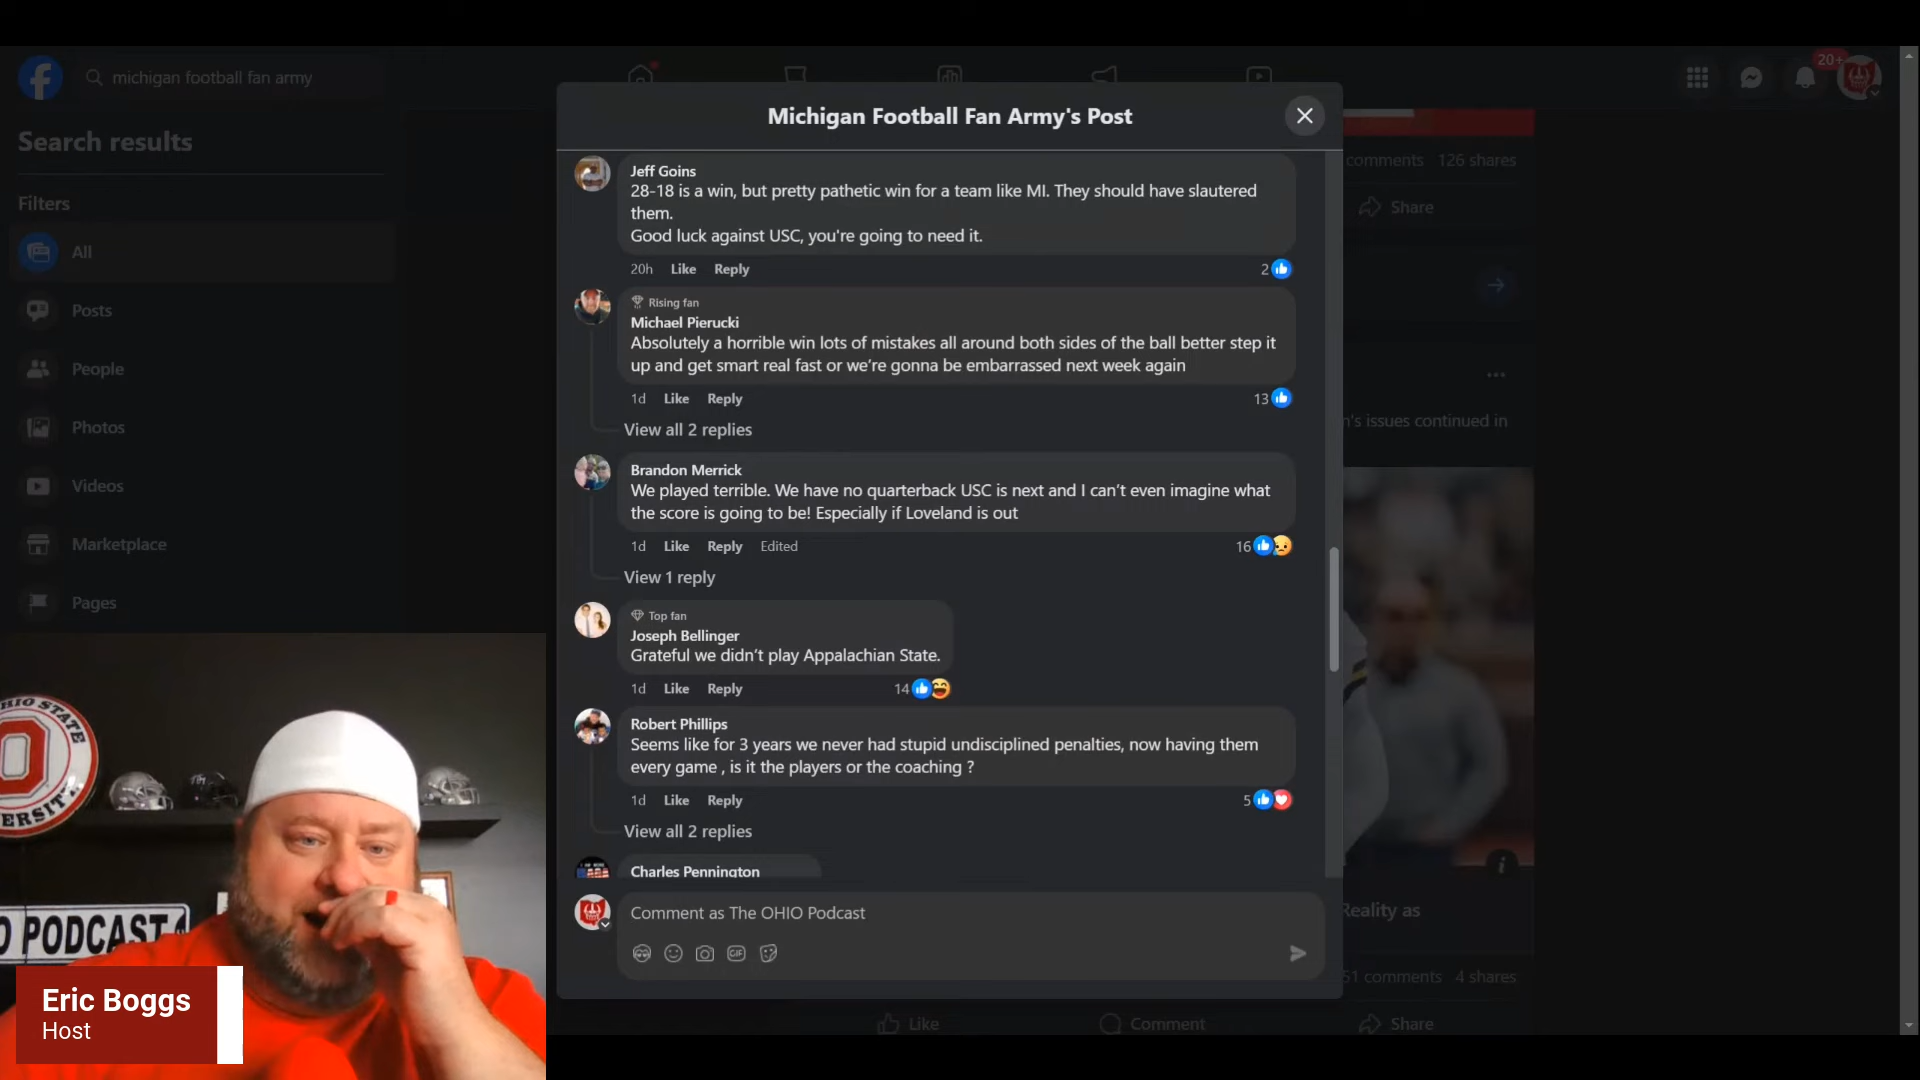 michigan football fan army
20+
Search results
Filters
All
Posts
People
Photos
Videos
Marketplace
Pages
Michigan Football Fan Army's Post
Jeff Goins
28-18 is a win, but pretty pathetic win for a team like MI. They should have slautered
them.
Good luck against USC, you're going to need it.
20h Like Reply
2
Rising fan
Michael Pierucki
Absolutely a horrible win lots of mistakes all around both sides of the ball better step it
up and get smart real fast or we're gonna be embarrassed next week again
1d Like Reply
13
View all 2 replies
Brandon Merrick
We played terrible. We have no quarterback USC is next and I can't even imagine what
the score is going to be! Especially if Loveland is out
1d Like Reply Edited
16
View 1 reply
Top fan
Joseph Bellinger
Grateful we didn't play Appalachian State.
1d Like Reply
14
Robert Phillips
Seems like for 3 years we never had stupid undisciplined penalties, now having them
every game , is it the players or the coaching ?
1d Like Reply
5
View all 2 replies
Charles Pennington
Comment as The OHIO Podcast
GIF
comments 126 shares
Share
n's issues continued in
Reality as
51 comments 4 shares
Like Comment Share
HIO STATE
O
ERSIT
O PODCAST
Eric Boggs
Host